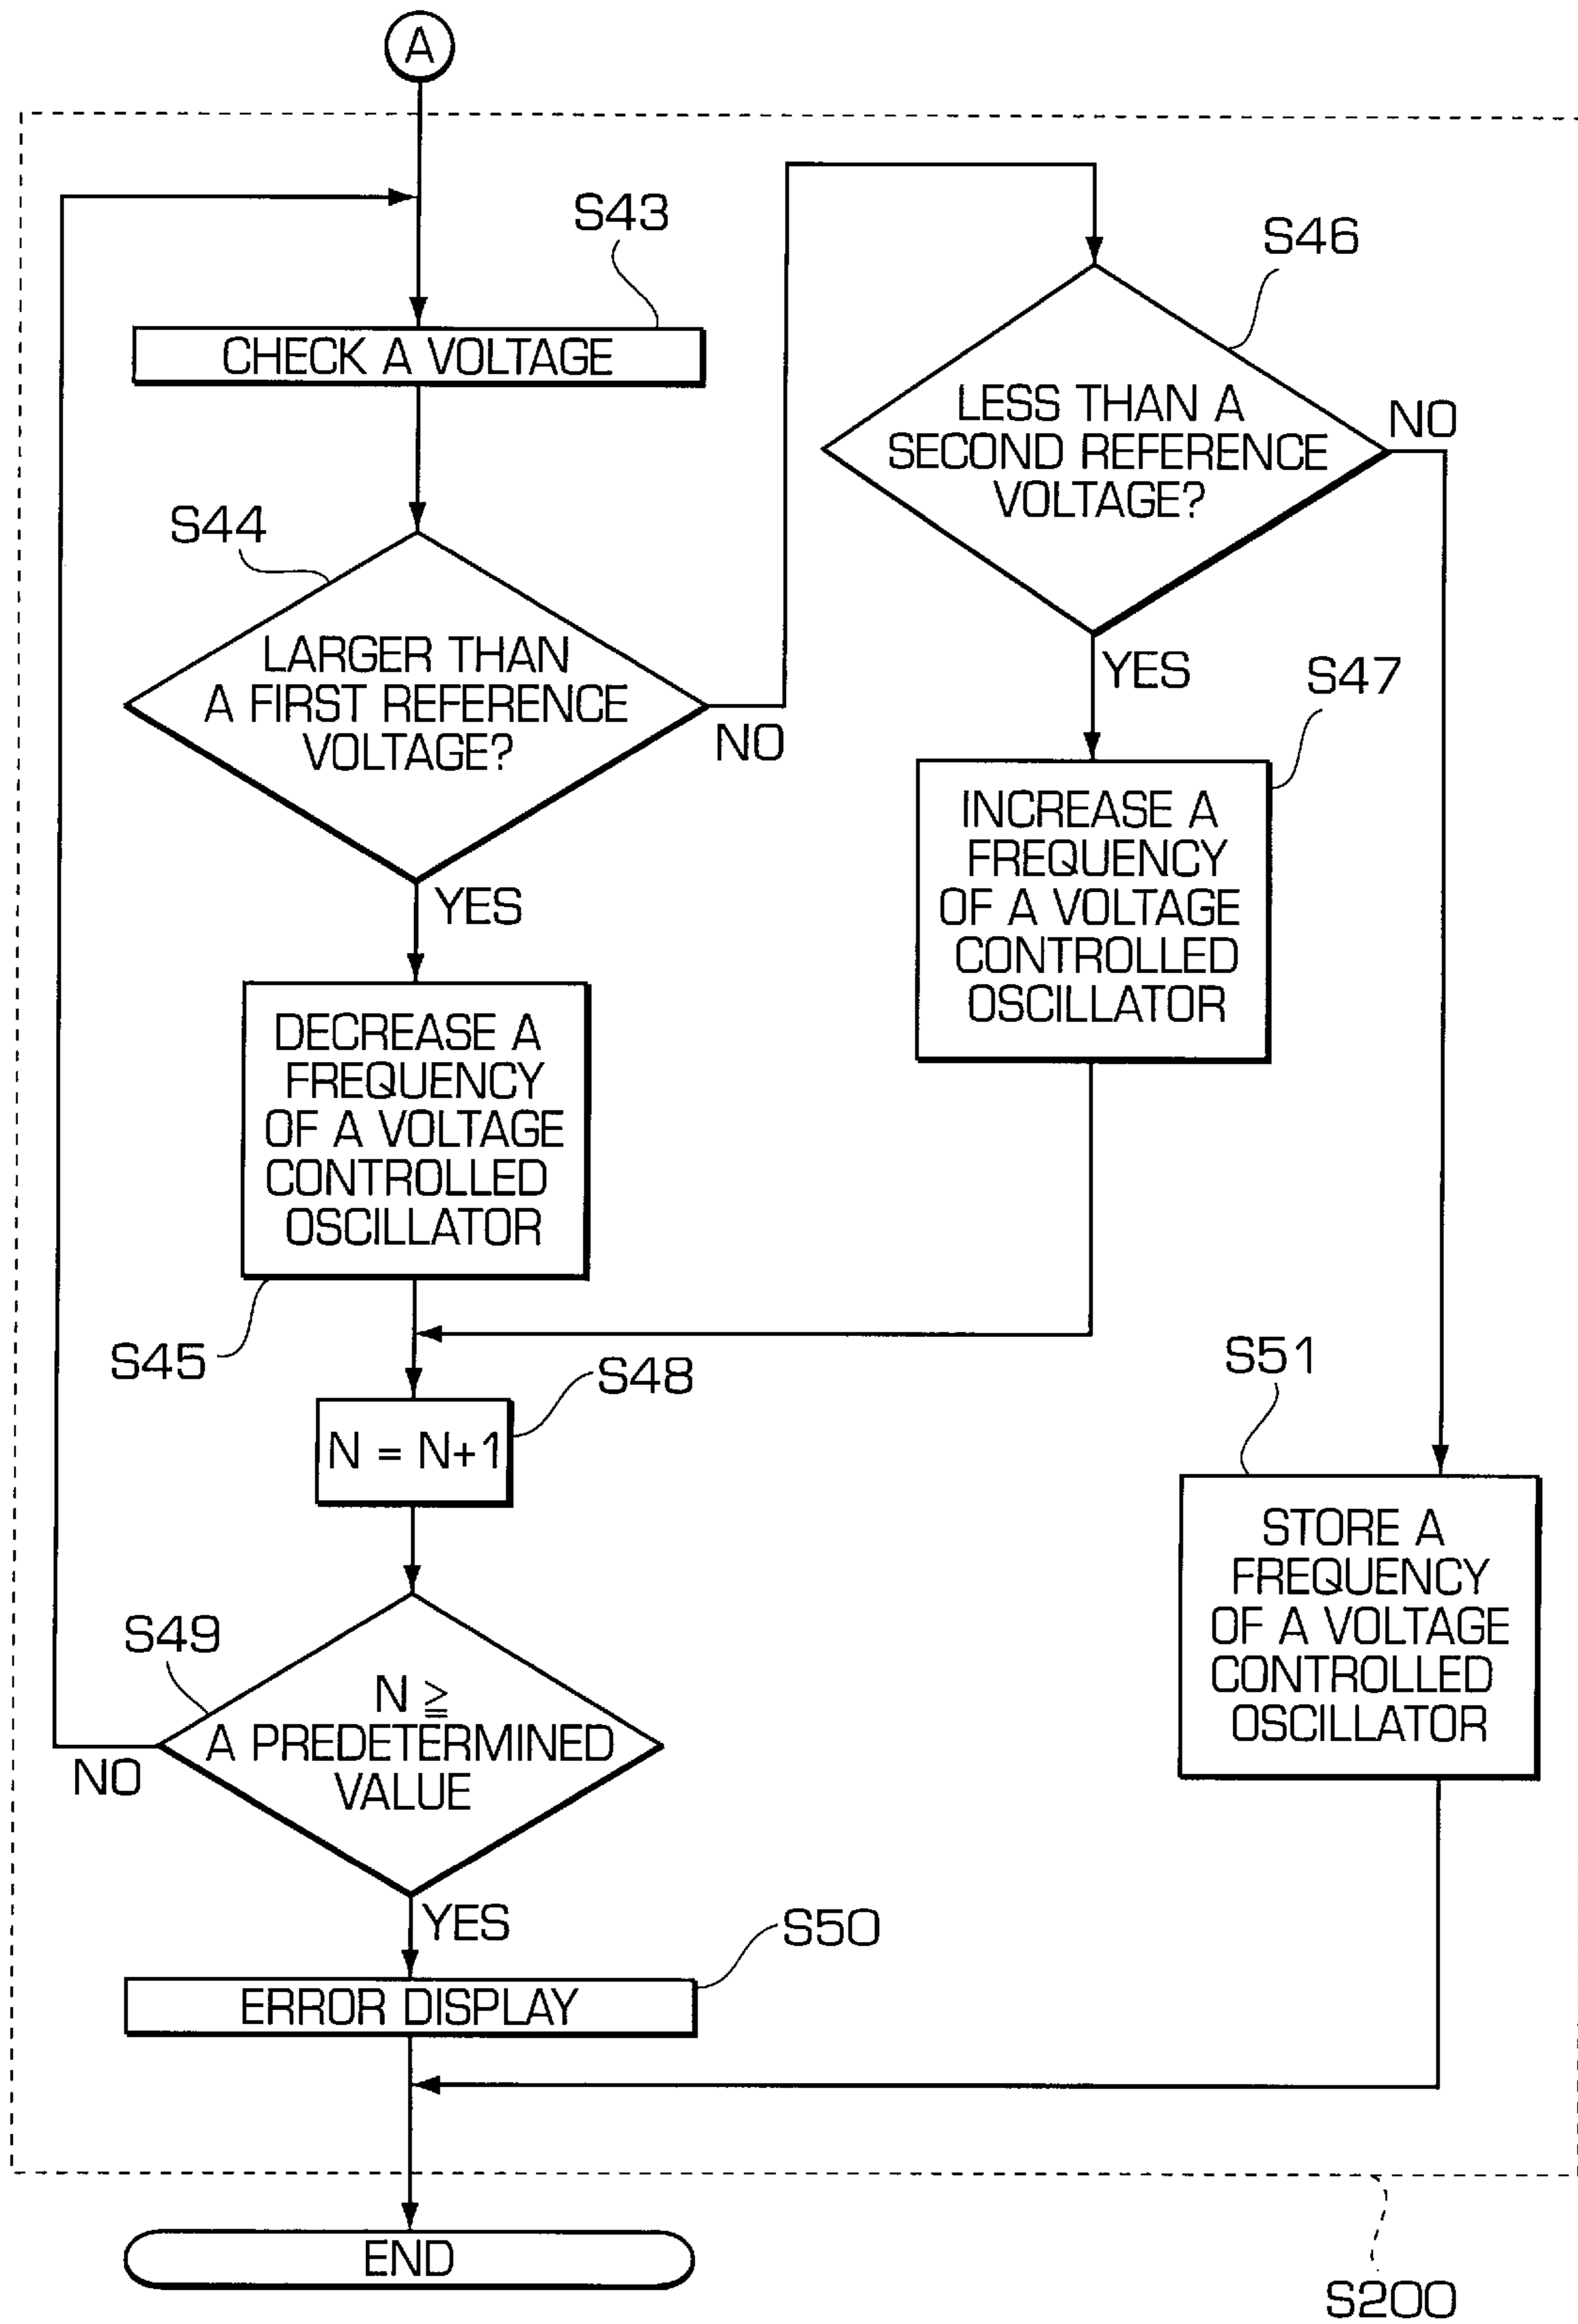 A
S43
CHECK A VOLTAGE
S44
LARGER THAN
A FIRST REFERENCE
VOLTAGE?
NO
YES
S46
LESS THAN A
SECOND REFERENCE
VOLTAGE?
NO
YES
S47
INCREASE A
FREQUENCY
OF A VOLTAGE
CONTROLLED
OSCILLATOR
DECREASE A
FREQUENCY
OF A VOLTAGE
CONTROLLED
OSCILLATOR
S45
S48
N = N+1
S49
N ≧
A PREDETERMINED
VALUE
NO
YES
S51
STORE A
FREQUENCY
OF A VOLTAGE
CONTROLLED
OSCILLATOR
S50
ERROR DISPLAY
END
S200